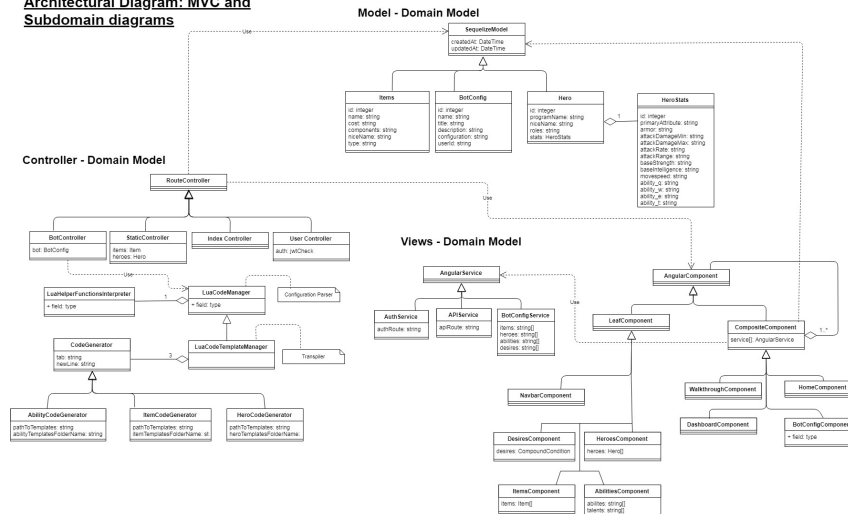 Architectural Diagram: MVC and
Subdomain diagrams
Model - Domain Model
SequelizeModel
createdAt: DateTime
updatedAt: DateTime
Use
Items
id: integer
name: string
cost: string
components: string
niceName: string
type: string
BotConfig
id: integer
name: string
title: string
description: string
configuration: string
userId: string
Hero
id: integer
programName: string
niceName: string
roles: string
stats: HeroStats
1
HeroStats
id: integer
primaryAttribute: string
armor: string
attackDamageMin: string
attackDamageMax: string
attackRate: string
attackRange: string
baseStrength: string
baseIntelligence: string
movespeed: string
ability_q: string
ability_w: string
ability_e: string
ability_f: string
Controller - Domain Model
RouteController
Use
BotController
bot: BotConfig
StaticController
items: Item
heroes: Hero
Index Controller
User Controller
auth: jwtCheck
Use
LuaHelperFunctionsInterpreter
+ field: type
1
LuaCodeManager
+ field: type
Configuration Parser
CodeGenerator
tab: string
newLine: string
3
LuaCodeTemplateManager
Transpiler
AbilityCodeGenerator
pathToTemplates: string
abilityTemplatesFolderName: string
ItemCodeGenerator
pathToTemplates: string
itemTemplatesFolderName: st
HeroCodeGenerator
pathToTemplates: string
heroTemplatesFolderName:
Views - Domain Model
AngularService
Use
AuthService
authRoute: string
APIService
apiRoute: string
BotConfigService
items: string[]
heroes: string[]
abilities: string[]
desires: string[]
AngularComponent
LeafComponent
CompositeComponent
service[]: AngularService
1..*
NavbarComponent
WalkthroughComponent
HomeComponent
DashboardComponent
BotConfigComponent
+ field: type
DesiresComponent
desires: CompoundCondition
HeroesComponent
heroes: Hero[]
ItemsComponent
items: Item[]
AbilitiesComponent
abilites: string[]
talents: string[]